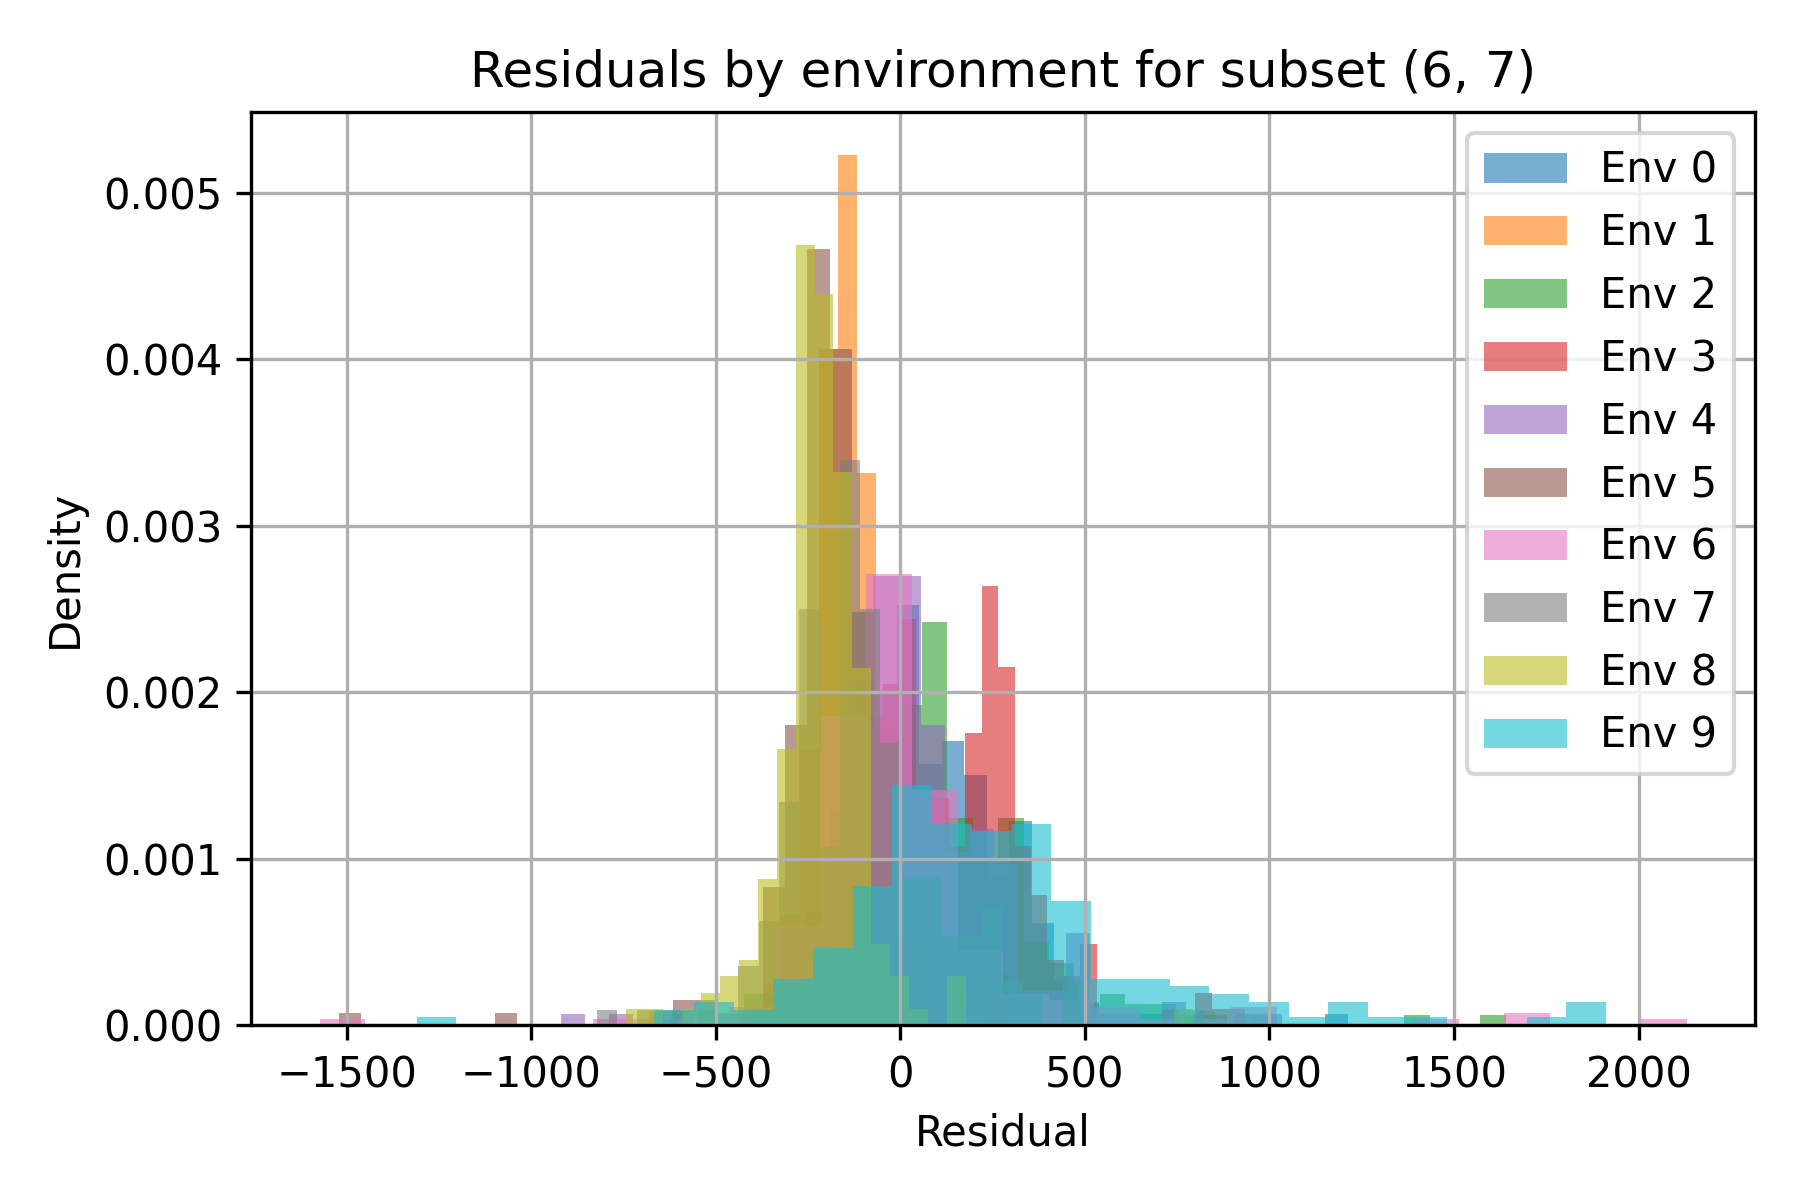 Residuals by environment for subset (6, 7)
0.005
0.004
0.003
0.002
0.001
0.000
Density
−1500 −1000 −500 0 500 1000 1500 2000
Residual
Env 0
Env 1
Env 2
Env 3
Env 4
Env 5
Env 6
Env 7
Env 8
Env 9